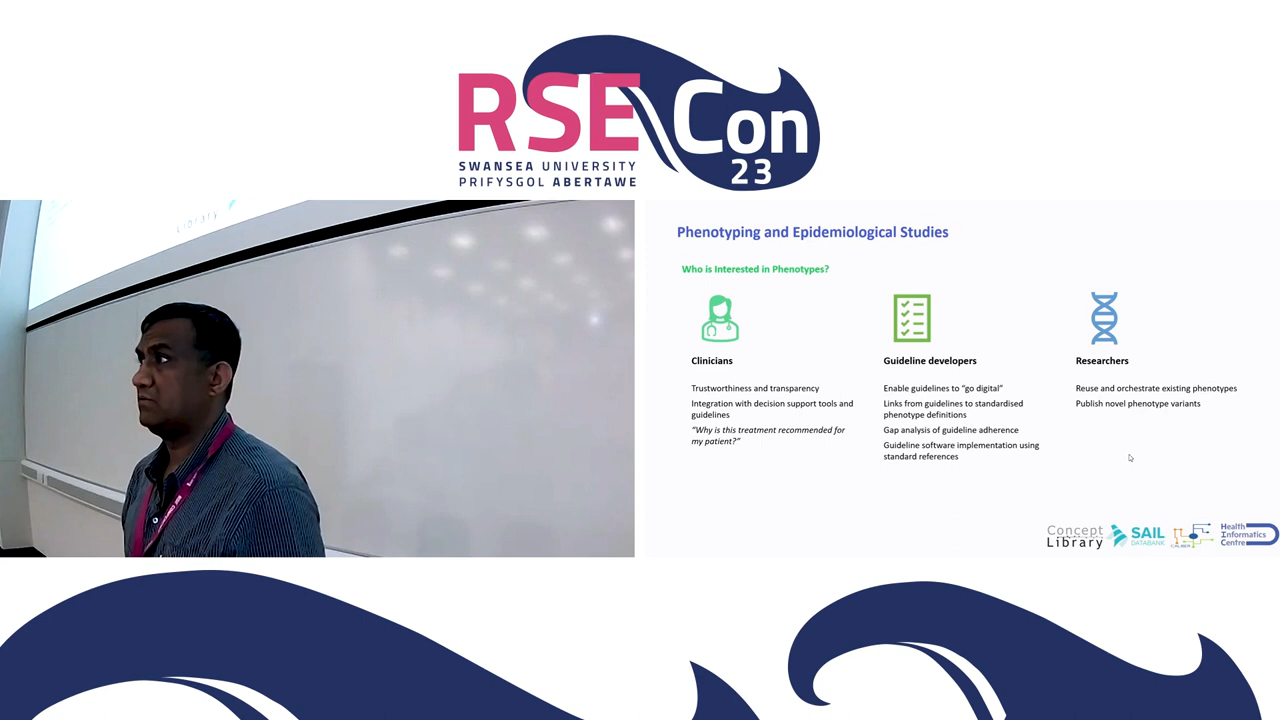 RSE Con
23
SWANSEA UNIVERSITY
PRIFYSGOL ABERTAWE
Library
Phenotyping and Epidemiological Studies
Who is Interested in Phenotypes?
Clinicians
Trustworthiness and transparency
Integration with decision support tools and
guidelines
"Why is this treatment recommended for
my patient?"
Guideline developers
Enable guidelines to "go digital"
Links from guidelines to standardised
phenotype definitions
Gap analysis of guideline adherence
Guideline software implementation using
standard references
Researchers
Reuse and orchestrate existing phenotypes
Publish novel phenotype variants
Concept
Library
SAIL
DATABANK
Health
Informatics
Centre